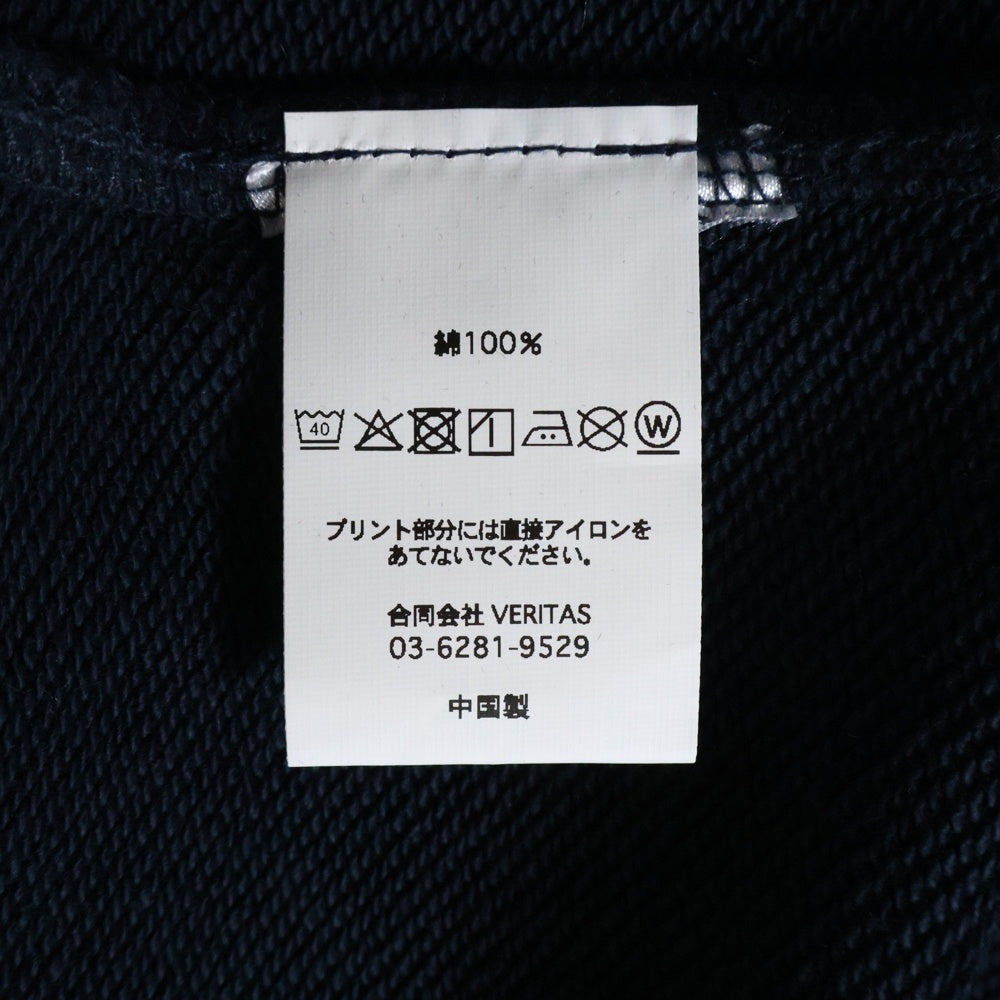 綿100%
40
W
プリント部分には直接アイロンを
あてないでください。
合同会社 VERITAS
03-6281-9529
中国製